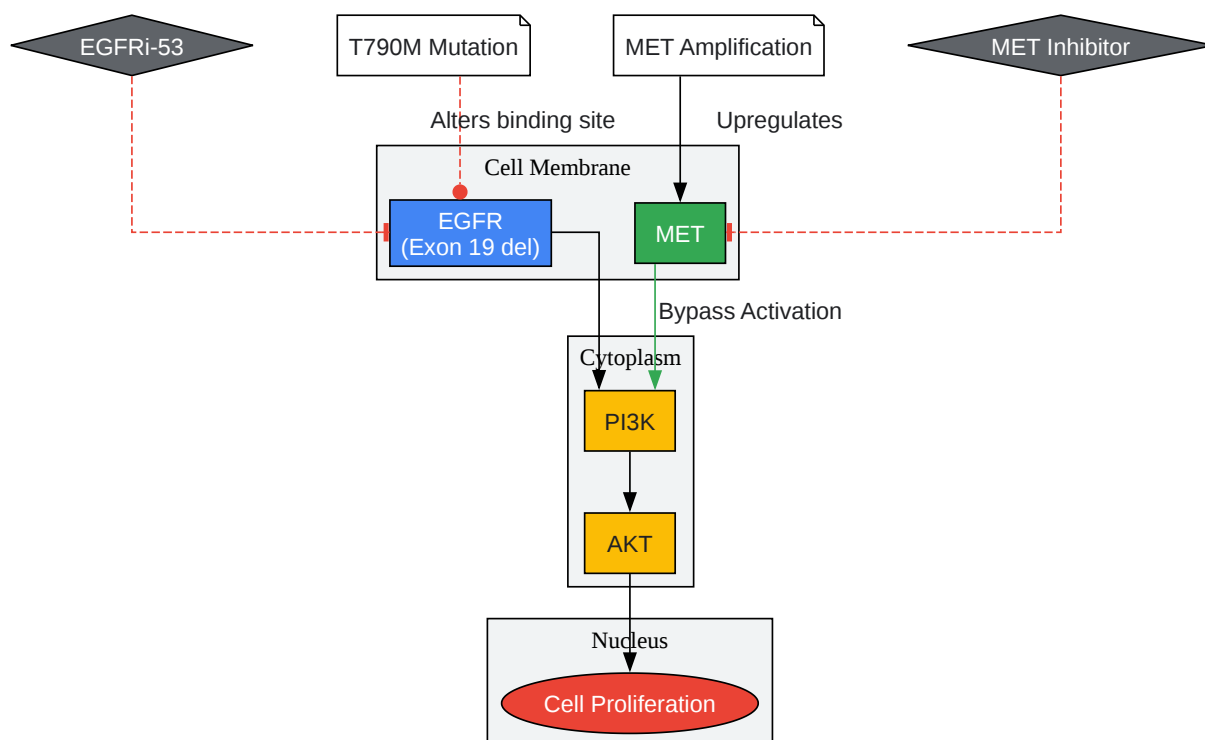 EGFRi-53
T790M Mutation
MET Amplification
MET Inhibitor
Alters binding site
Upregulates
Cell Membrane
EGFR
(Exon 19 del)
MET
Bypass Activation
Cytoplasm
PI3K
AKT
Nucleus
Cell Proliferation